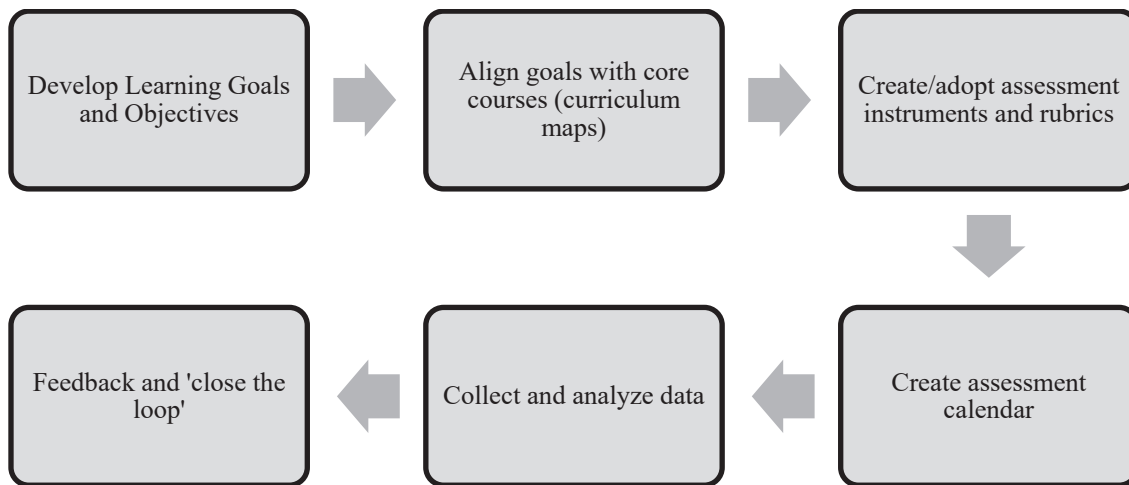 Develop Learning Goals
and Objectives
Align goals with core
courses (curriculum
maps)
Create/adopt assessment
instruments and rubrics
Create assessment
calendar
Collect and analyze data
Feedback and 'close the
loop'